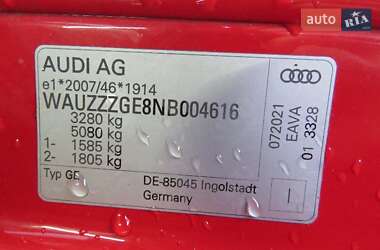 auto RIA
AUDI AG
e1*2007/46*1914
WAUZZZGE8NB004616
3280 kg
5080 kg
1- 1585 kg
2- 1805 kg
Typ GE
DE-85045 Ingolstadt
Germany
072021
EAVA
01 3328
I